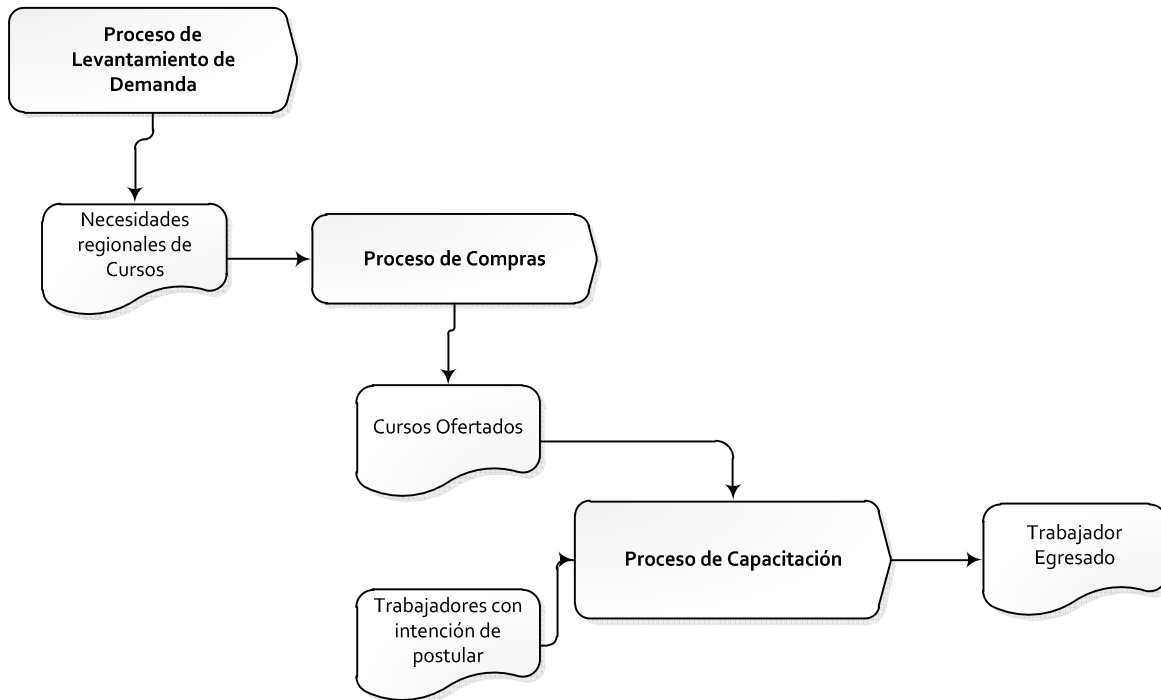 Proceso de
Levantamiento de
Demanda
Necesidades
regionales de
Cursos
Proceso de Compras
Cursos Ofertados
Proceso de Capacitación
Trabajador
Egresado
Trabajadores con
intención de
postular